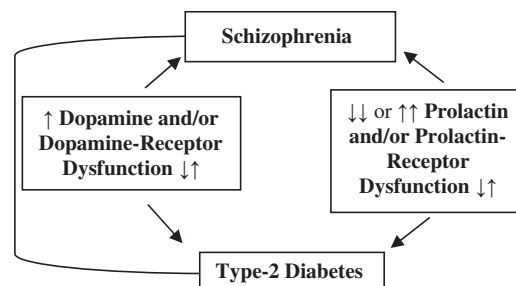 Schizophrenia
↑ Dopamine and/or
Dopamine-Receptor
Dysfunction ↓↑
↓↓ or ↑↑ Prolactin
and/or Prolactin-
Receptor
Dysfunction ↓↑
Type-2 Diabetes